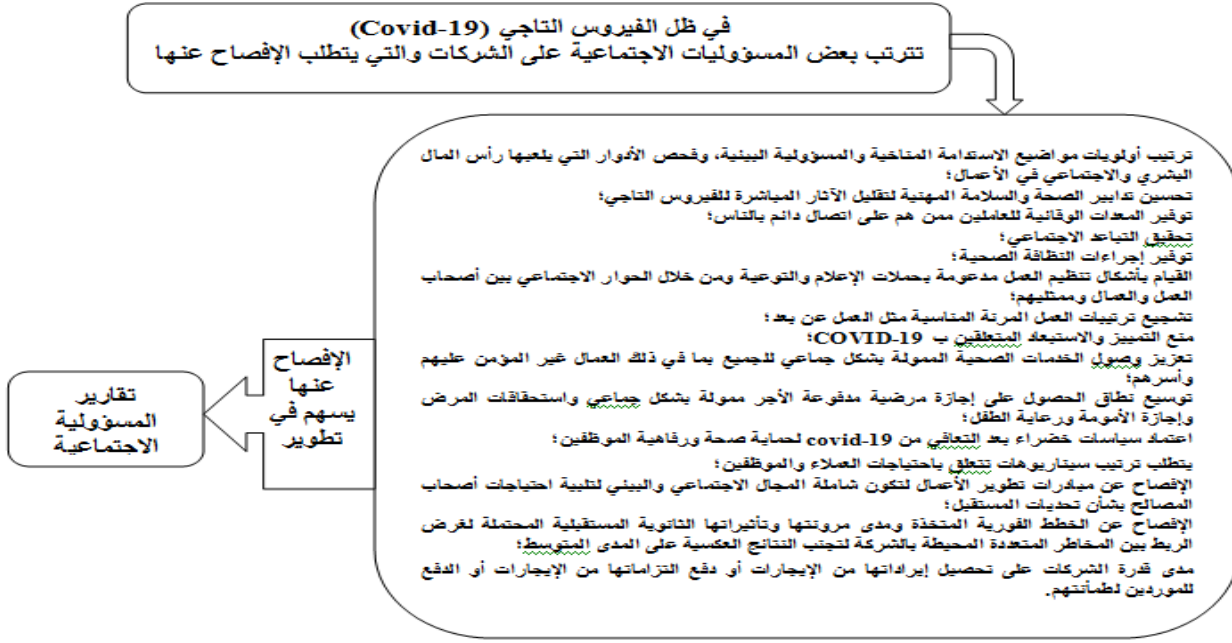 في ظل الفيروس التاجي (Covid-19)
تترتب بعض المسؤوليات الاجتماعية على الشركات والتي يتطلب الإفصاح عنها
ترتيب أولويات مواضيع الاستدامة المناخية والمسؤولية البيئية، وفحص الأدوار التي يلعبها رأس المال
البشري والاجتماعي في الأعمال؛
تحسين تدابير الصحة والسلامة المهنية لتقليل الآثار المباشرة للفيروس التاجي؛
توفير المعدات الوقائية للعاملين ممن هم على اتصال دائم بالناس؛
تحقيق التباعد الاجتماعي؛
توفير إجراءات النظافة الصحية؛
القيام بأشكال تنظيم العمل مدعومة بحملات الإعلام والتوعية ومن خلال الحوار الاجتماعي بين أصحاب
العمل والعمال وممثليهم؛
تشجيع ترتيبات العمل المرنة المناسبة مثل العمل عن بعد؛
منع التمييز والاستبعاد المتعلقين ب COVID-19؛
تعزيز وصول الخدمات الصحية الممولة بشكل جماعي للجميع بما في ذلك العمال غير المؤمن عليهم
وأسرهم؛
توسيع نطاق الحصول على إجازة مرضية مدفوعة الأجر ممولة بشكل جماعي واستحقاقات المرض
وإجازة الأمومة ورعاية الطفل؛
اعتماد سياسات خضراء بعد التعافي من covid-19 لحماية صحة ورفاهية الموظفين؛
يتطلب ترتيب سيناريوهات تتعلق باحتياجات العملاء والموظفين؛
الإفصاح عن مبادرات تطوير الأعمال لتكون شاملة المجال الاجتماعي والبيئي لتلبية احتياجات أصحاب
المصالح بشأن تحديات المستقبل؛
الإفصاح عن الخطط الفورية المتخذة ومدى مرونتها وتأثيراتها الثانوية المستقبلية المحتملة لغرض
الربط بين المخاطر المتعددة المحيطة بالشركة لتجنب النتائج العكسية على المدى المتوسط؛
مدى قدرة الشركات على تحصيل إيراداتها من الإيجارات أو دفع التزاماتها من الإيجارات أو الدفع
للموردين لطمأنتهم.
الإفصاح
عنها
يسهم في
تطوير
تقارير
المسؤولية
الاجتماعية